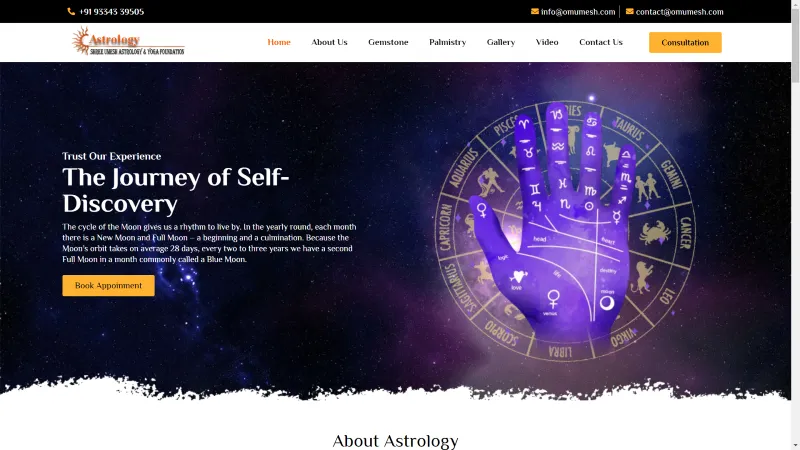 +91 93343 39505
info@omumesh.com
contact@omumesh.com
Astrology
SHREE UMESH ASTROLOGY & YOGA FOUNDATION
Home
About Us
Gemstone
Palmistry
Gallery
Video
Contact Us
Consultation
Trust Our Experience
The Journey of Self-
Discovery
The cycle of the Moon gives us a rhythm to live by. In the yearly round, each month
there is a New Moon and Full Moon – a beginning and a culmination. Because the
Moon's orbit takes on average 28 days, every two to three years we have a second
Full Moon in a month commonly called a Blue Moon.
Book Appoinment
PISCES
TAURUS
GEMINI
CANCER
LEO
VIRGO
LIBRA
SCORPIO
SAGITTARIUS
CAPRICORN
AQUARIUS
head
heart
logic
destiny
love
venus
moon
About Astrology